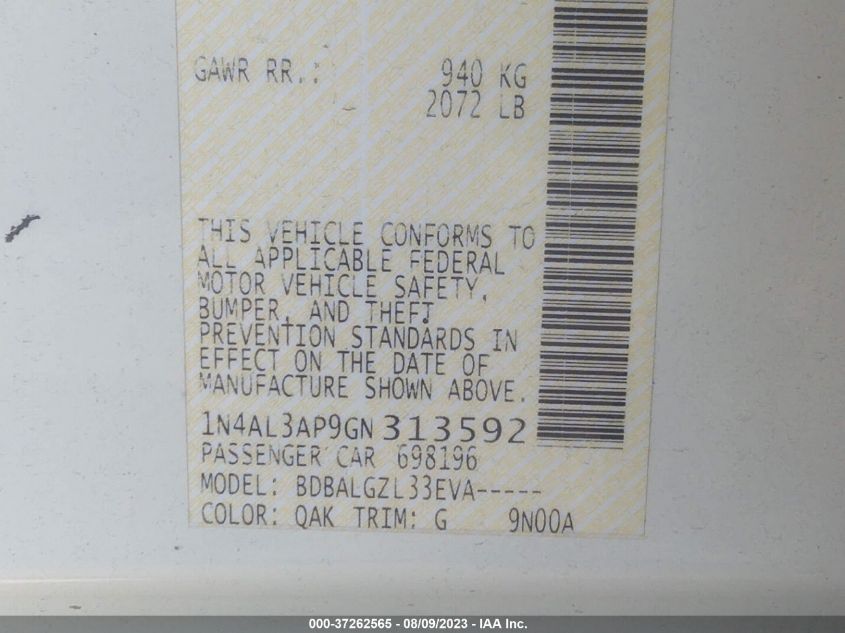 GAWR RR.: 940 KG
2072 LB
THIS VEHICLE CONFORMS TO
ALL APPLICABLE FEDERAL
MOTOR VEHICLE SAFETY,
BUMPER, AND THEFT
PREVENTION STANDARDS IN
EFFECT ON THE DATE OF
MANUFACTURE SHOWN ABOVE.
1N4AL3AP9GN 313592
PASSENGER CAR 698196
MODEL: BDBALGZL33EVA-----
COLOR: QAK TRIM: G 9N00A
000-37262565 - 08/09/2023 - IAA Inc.